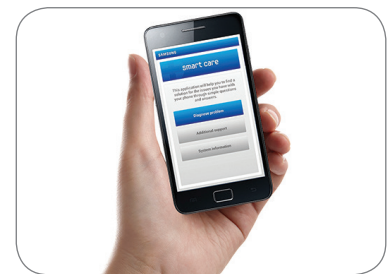 SAMSUNG
smart care
This application will help you to find a
solution for the issues you have with
your phone through simple questions
and answers.
Diagnose problem
Additional support
System information